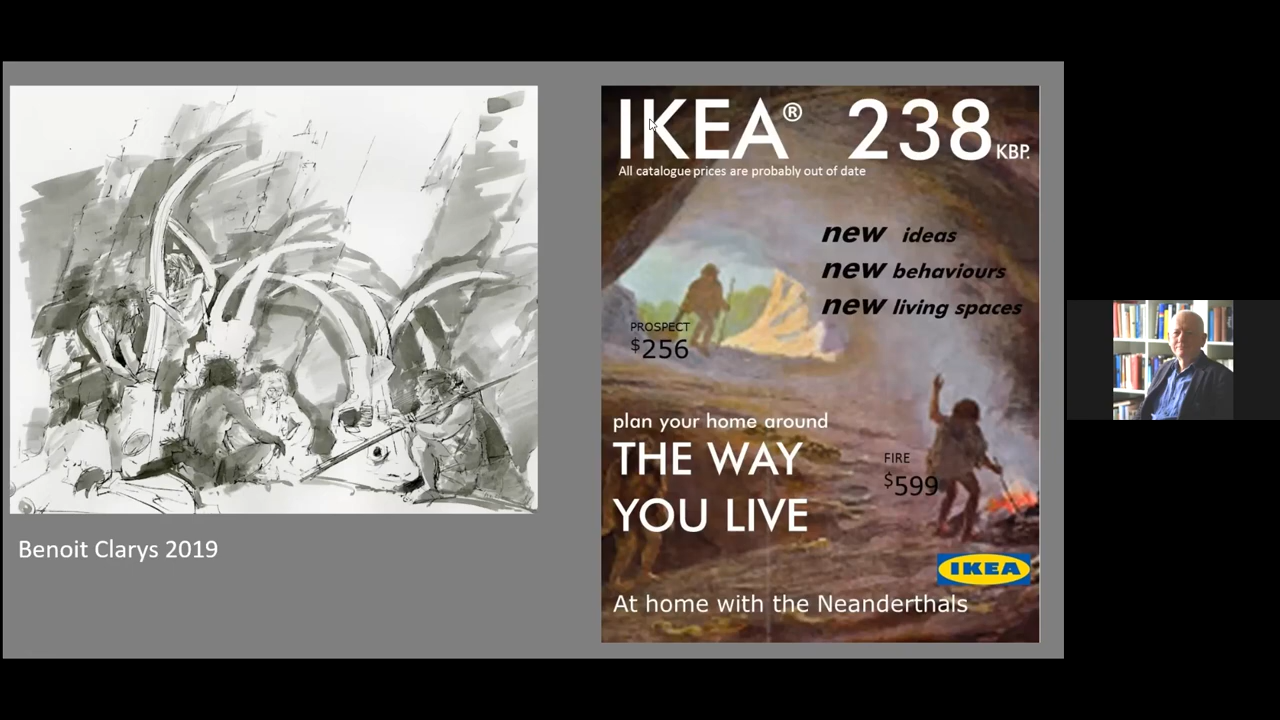 IKEA® 238 KBP.
All catalogue prices are probably out of date
new ideas
new behaviours
new living spaces
PROSPECT
$256
plan your home around
THE WAY
YOU LIVE
FIRE
$599
IKEA
At home with the Neanderthals
Benoit Clarys 2019